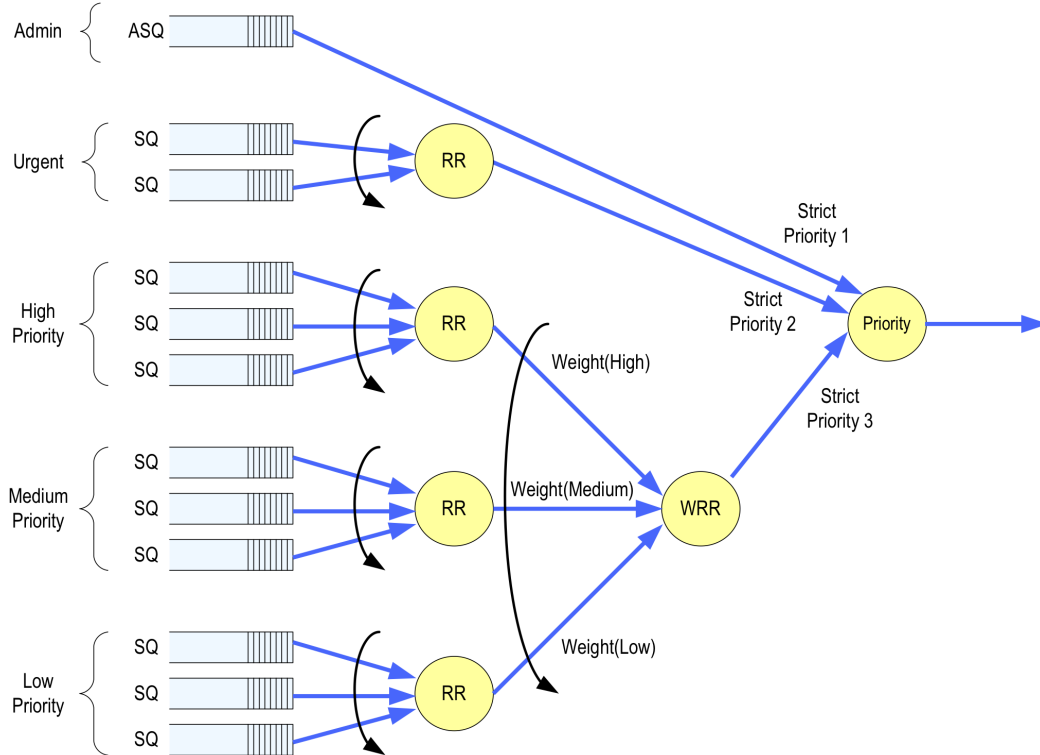 Admin
ASQ
Urgent
SQ
SQ
RR
Strict
Priority 1
High
Priority
SQ
SQ
SQ
RR
Strict
Priority 2
Priority
Weight(High)
Strict
Priority 3
Medium
Priority
SQ
SQ
SQ
RR
Weight(Medium)
WRR
Low
Priority
SQ
SQ
SQ
RR
Weight(Low)